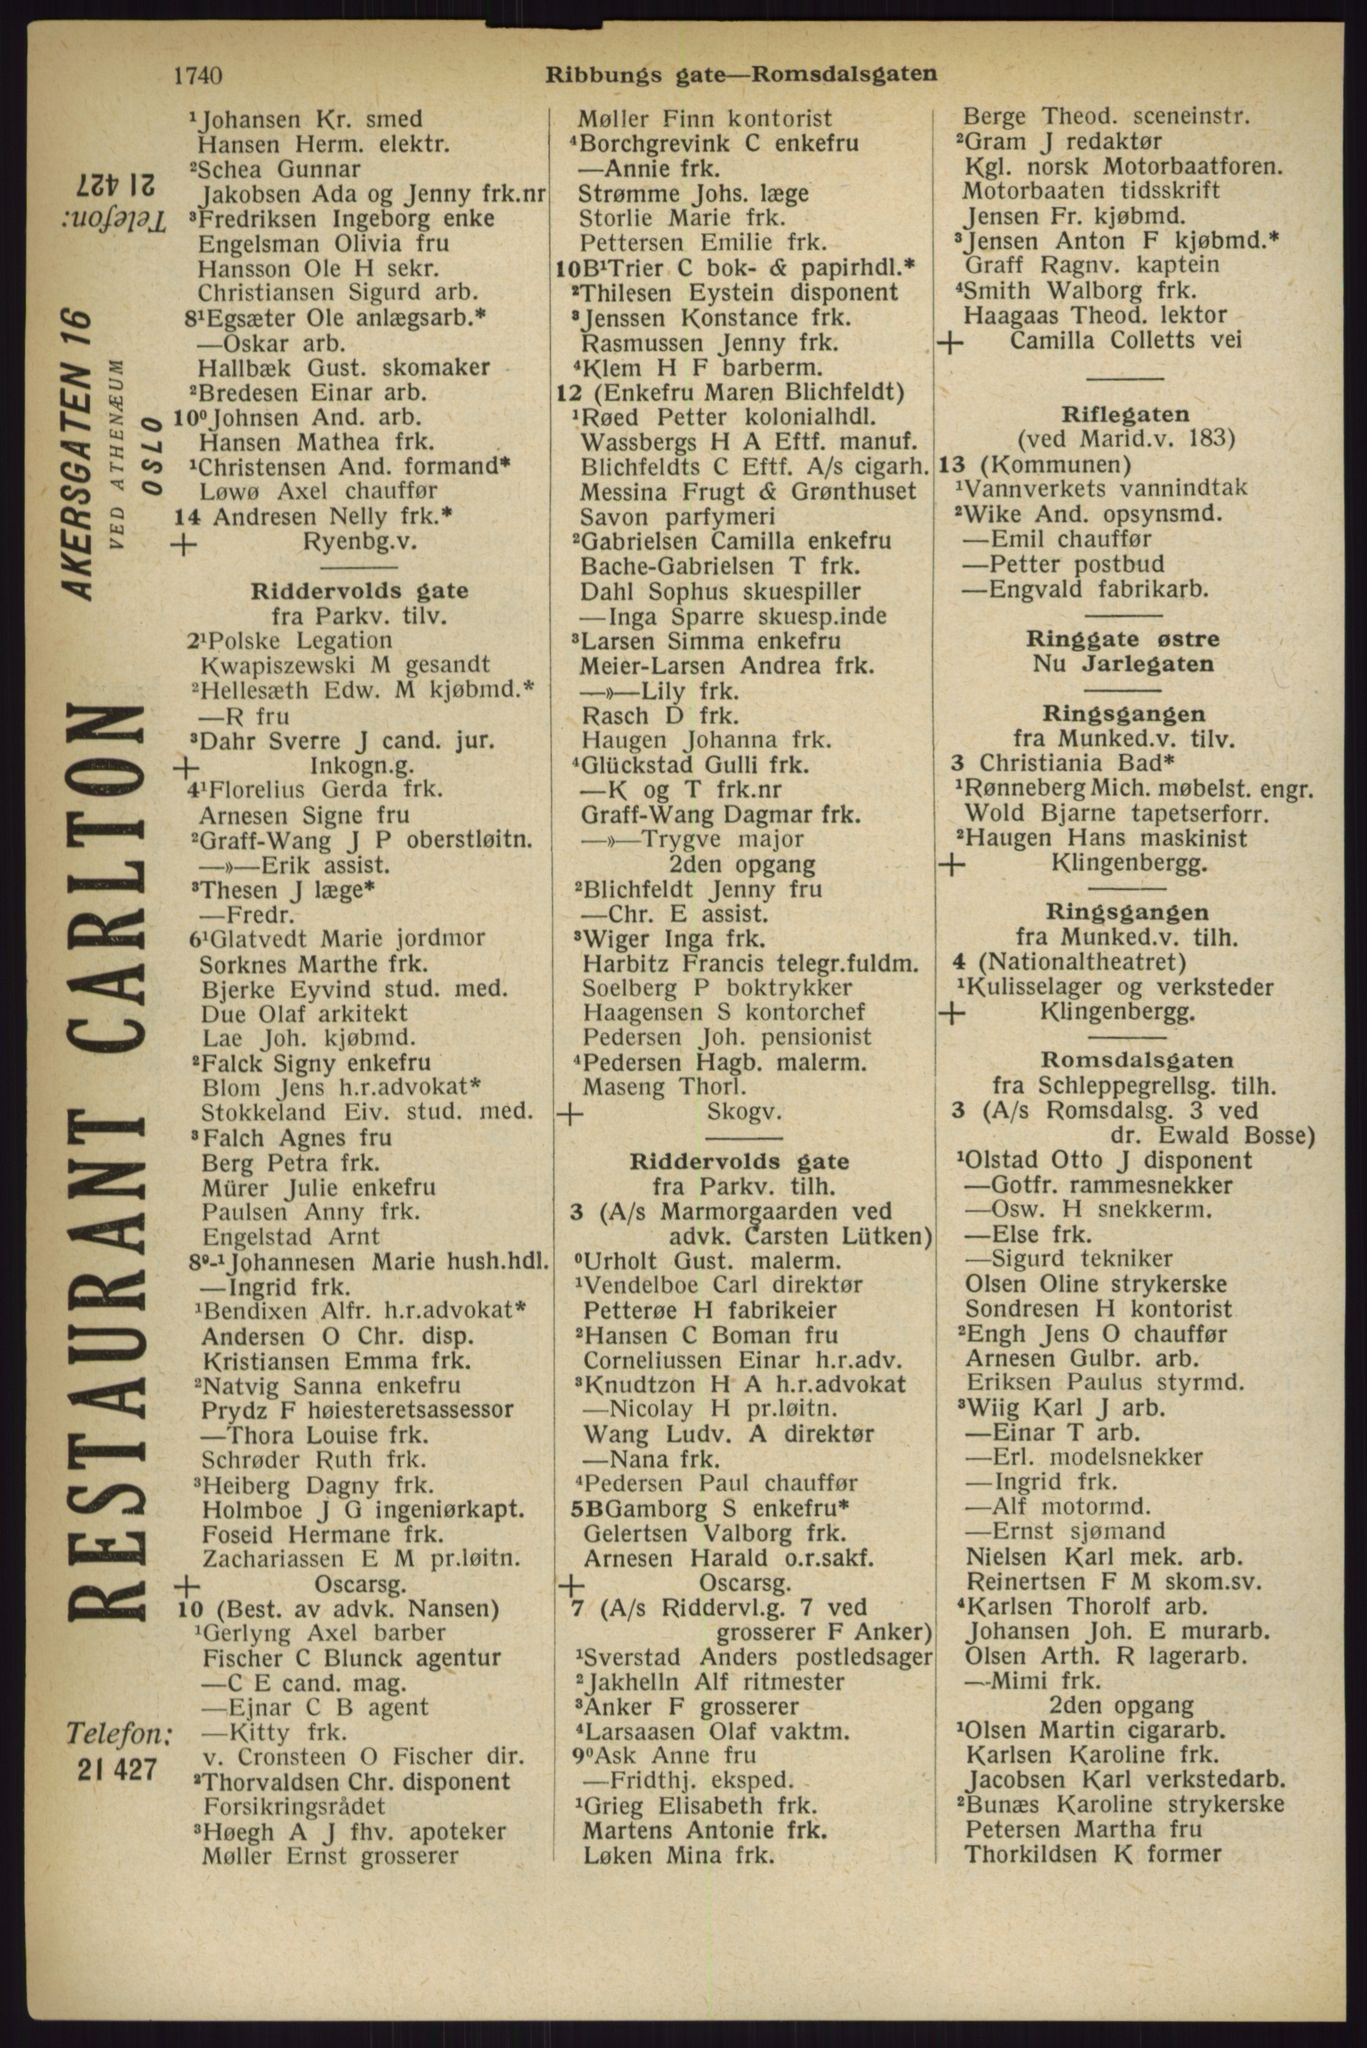 1740
Ribbungs gate—Romsdalsgaten
¹Johansen Kr. smed
Hansen Herm. elektr.
²Schea Gunnar
Jakobsen Ada og Jenny frk.nr
³Fredriksen Ingeborg enke
Engelsman Olivia fru
Hansson Ole H sekr.
Christiansen Sigurd arb.
8¹Egsæter Ole anlægsarb.*
—Oskar arb.
Hallbæk Gust. skomaker
²Bredesen Einar arb.
10⁰Johnsen And. arb.
Hansen Mathea frk.
¹Christensen And. formand*
Løwø Axel chauffør
14 Andresen Nelly frk.*
+ Ryenbg.v.
Riddervolds gate
fra Parkv. tilv.
2¹Polske Legation
Kwapiszewski M gesandt
²Hellesæth Edw. M kjøbmd.*
—R fru
³Dahr Sverre J cand. jur.
+ Inkogn.g.
4¹Florelius Gerda frk.
Arnesen Signe fru
²Graff-Wang J P oberstløitn.
—»—Erik assist.
³Thesen J læge*
—Fredr.
6¹Glatvedt Marie jordmor
Sorknes Marthe frk.
Bjerke Eyvind stud. med.
Due Olaf arkitekt
Lae Joh. kjøbmd.
²Falck Signy enkefru
Blom Jens h.r.advokat*
Stokkeland Eiv. stud. med.
³Falch Agnes fru
Berg Petra frk.
Mürer Julie enkefru
Paulsen Anny frk.
Engelstad Arnt
8⁰-¹Johannesen Marie hush.hdl.
—Ingrid frk.
¹Bendixen Alfr. h.r.advokat*
Andersen O Chr. disp.
Kristiansen Emma frk.
²Natvig Sanna enkefru
Prydz F høiesteretsassessor
—Thora Louise frk.
Schrøder Ruth frk.
³Heiberg Dagny frk.
Holmboe J G ingeniørkapt.
Foseid Hermane frk.
Zachariassen E M pr.løitn.
+ Oscarsg.
10 (Best. av advk. Nansen)
¹Gerlyng Axel barber
Fischer C Blunck agentur
—C E cand. mag.
—Ejnar C B agent
—Kitty frk.
v. Cronsteen O Fischer dir.
²Thorvaldsen Chr. disponent
Forsikringsrådet
³Høegh A J fhv. apoteker
Møller Ernst grosserer
Møller Finn kontorist
⁴Borchgrevink C enkefru
—Annie frk.
Strømme Johs. læge
Storlie Marie frk.
Pettersen Emilie frk.
10B¹Trier C bok- & papirhdl.*
²Thilesen Eystein disponent
³Jenssen Konstance frk.
Rasmussen Jenny frk.
⁴Klem H F barberm.
12 (Enkefru Maren Blichfeldt)
¹Røed Petter kolonialhdl.
Wassbergs H A Eftf. manuf.
Blichfeldts C Eftf. A/s cigarh.
Messina Frugt & Grønthuset
Savon parfymeri
²Gabrielsen Camilla enkefru
Bache-Gabrielsen T frk.
Dahl Sophus skuespiller
—Inga Sparre skuesp.inde
³Larsen Simma enkefru
Meier-Larsen Andrea frk.
—»—Lily frk.
Rasch D frk.
Haugen Johanna frk.
⁴Glückstad Gulli frk.
—K og T frk.nr
Graff-Wang Dagmar frk.
—»—Trygve major
2den opgang
²Blichfeldt Jenny fru
—Chr. E assist.
³Wiger Inga frk.
Harbitz Francis telegr.fuldm.
Soelberg P boktrykker
Haagensen S kontorchef
Pedersen Joh. pensionist
⁴Pedersen Hagb. malerm.
Maseng Thorl.
+ Skogv.
Riddervolds gate
fra Parkv. tilh.
3 (A/s Marmorgaarden ved
advk. Carsten Lütken)
⁰Urholt Gust. malerm.
¹Vendelboe Carl direktør
Petterøe H fabrikeier
²Hansen C Boman fru
Corneliussen Einar h.r.adv.
³Knudtzon H A h.r.advokat
—Nicolay H pr.løitn.
Wang Ludv. A direktør
—Nana frk.
⁴Pedersen Paul chauffør
5BGamborg S enkefru*
Gelertsen Valborg frk.
Arnesen Harald o.r.sakf.
+ Oscarsg.
7 (A/s Riddervl.g. 7 ved
grosserer F Anker)
¹Sverstad Anders postledsager
²Jakhelln Alf ritmester
³Anker F grosserer
⁴Larsaasen Olaf vaktm.
9⁰Ask Anne fru
—Fridthj. eksped.
¹Grieg Elisabeth frk.
Martens Antonie frk.
Løken Mina frk.
Berge Theod. sceneinstr.
²Gram J redaktør
Kgl. norsk Motorbaatforen.
Motorbaaten tidsskrift
Jensen Fr. kjøbmd.
³Jensen Anton F kjøbmd.*
Graff Ragnv. kaptein
⁴Smith Walborg frk.
Haagaas Theod. lektor
+ Camilla Colletts vei
Riflegaten
(ved Marid.v. 183)
13 (Kommunen)
¹Vannverkets vannindtak
²Wike And. opsynsmd.
—Emil chauffør
—Petter postbud
—Engvald fabrikarb.
Ringgate østre
Nu Jarlegaten
Ringsgangen
fra Munked.v. tilv.
3 Christiania Bad*
¹Rønneberg Mich. møbelst. engr.
Wold Bjarne tapetserforr.
²Haugen Hans maskinist
+ Klingenbergg.
Ringsgangen
fra Munked.v. tilh.
4 (Nationaltheatret)
¹Kulisselager og verksteder
+ Klingenbergg.
Romsdalsgaten
fra Schleppegrellsg. tilh.
3 (A/s Romsdalsg. 3 ved
dr. Ewald Bosse)
¹Olstad Otto J disponent
—Gotfr. rammesnekker
—Osw. H snekkerm.
—Else frk.
—Sigurd tekniker
Olsen Oline strykerske
Sondresen H kontorist
²Engh Jens O chauffør
Arnesen Gulbr. arb.
Eriksen Paulus styrmd.
³Wiig Karl J arb.
—Einar T arb.
—Erl. modelsnekker
—Ingrid frk.
—Alf motormd.
—Ernst sjømand
Nielsen Karl mek. arb.
Reinertsen F M skom.sv.
⁴Karlsen Thorolf arb.
Johansen Joh. E murarb.
Olsen Arth. R lagerarb.
—Mimi frk.
2den opgang
¹Olsen Martin cigararb.
Karlsen Karoline frk.
Jacobsen Karl verkstedarb.
²Bunæs Karoline strykerske
Petersen Martha fru
Thorkildsen K former
Telefon:
21 427
AKERSGATEN 16
VED ATHENÆUM
OSLO
RESTAURANT CARLTON
Telefon:
21 427